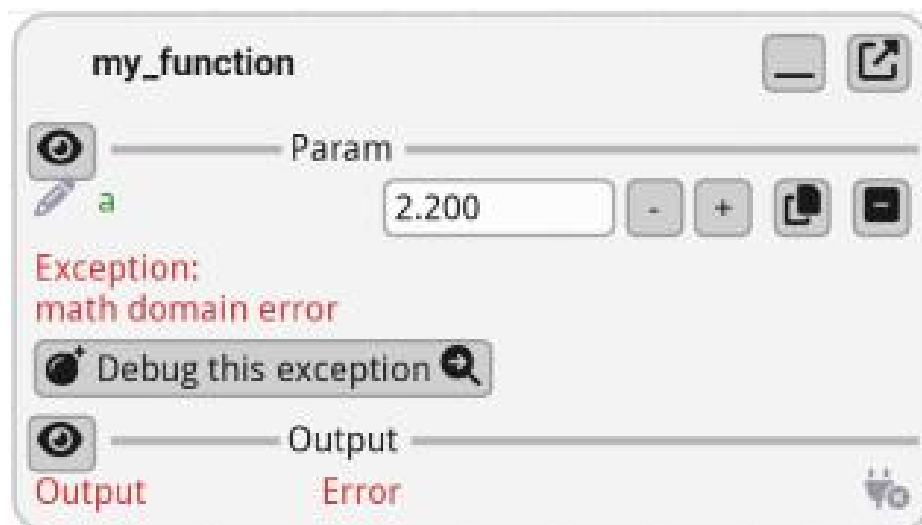 my_function
Param
a 2.200 - +
Exception:
math domain error
Debug this exception
Output
Output Error